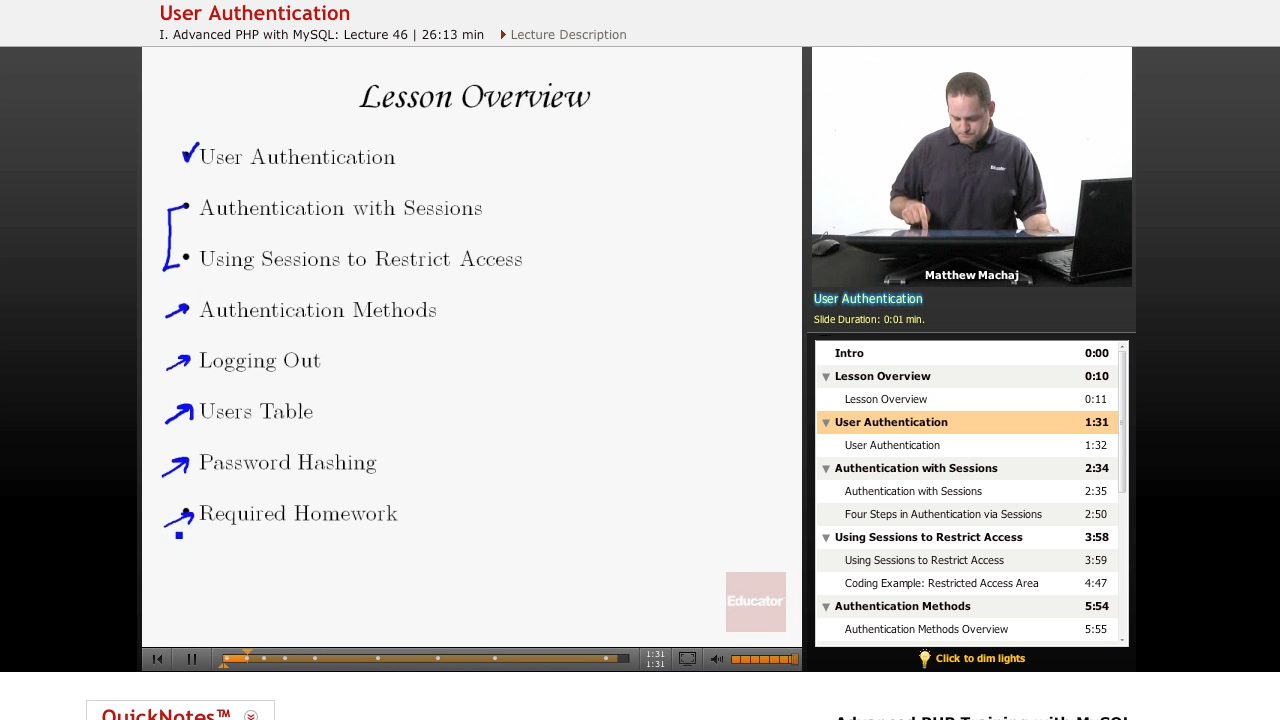 User Authentication
I. Advanced PHP with MySQL: Lecture 46 | 26:13 min
Lecture Description
Lesson Overview
User Authentication
Authentication with Sessions
Using Sessions to Restrict Access
Authentication Methods
Logging Out
Users Table
Password Hashing
Required Homework
Educator
1:31
1:31
Matthew Machaj
User Authentication
Slide Duration: 0:01 min.
Intro 0:00
Lesson Overview 0:10
Lesson Overview 0:11
User Authentication 1:31
User Authentication 1:32
Authentication with Sessions 2:34
Authentication with Sessions 2:35
Four Steps in Authentication via Sessions 2:50
Using Sessions to Restrict Access 3:58
Using Sessions to Restrict Access 3:59
Coding Example: Restricted Access Area 4:47
Authentication Methods 5:54
Authentication Methods Overview 5:55
Click to dim lights
QuickNotes™
Advanced PHP Training with MySQL